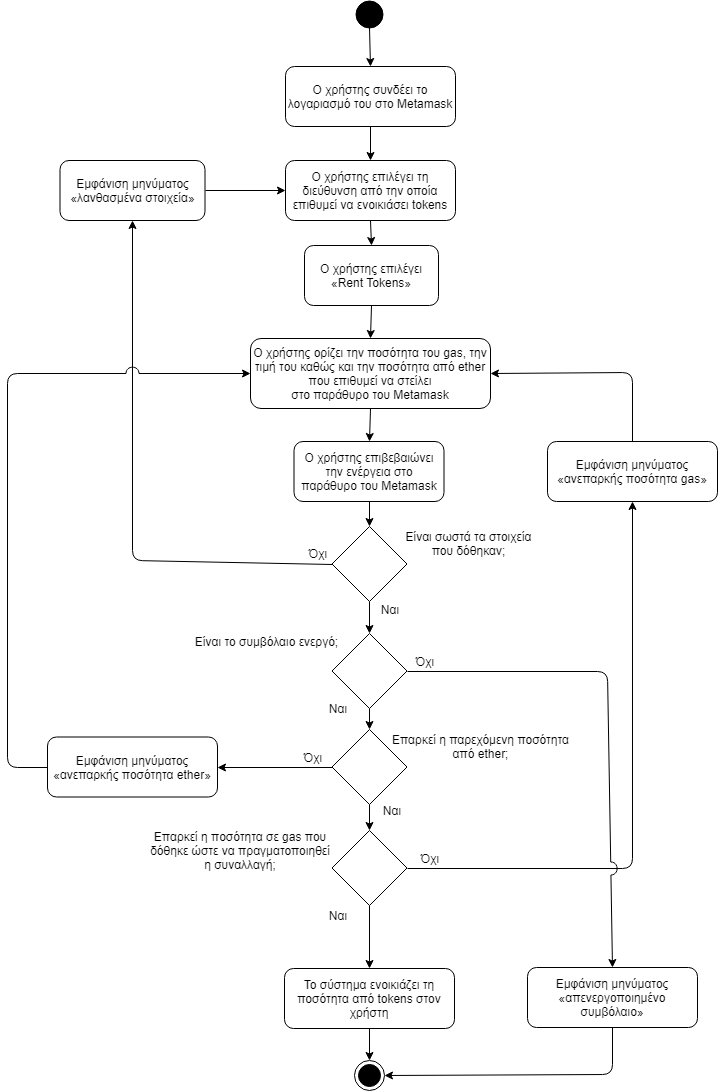 Ο χρήστης συνδέει το
λογαριασμό του στο Metamask
Εμφάνιση μηνύματος
«λανθασμένα στοιχεία»
Ο χρήστης επιλέγει τη
διεύθυνση από την οποία
επιθυμεί να ενοικιάσει tokens
Ο χρήστης επιλέγει
«Rent Tokens»
Ο χρήστης ορίζει την ποσότητα του gas, την
τιμή του καθώς και την ποσότητα από ether
που επιθυμεί να στείλει
στο παράθυρο του Metamask
Ο χρήστης επιβεβαιώνει
την ενέργεια στο
παράθυρο του Metamask
Εμφάνιση μηνύματος
«ανεπαρκής ποσότητα gas»
Είναι σωστά τα στοιχεία
που δόθηκαν;
Όχι
Ναι
Είναι το συμβόλαιο ενεργό;
Όχι
Ναι
Επαρκεί η παρεχόμενη ποσότητα
από ether;
Όχι
Εμφάνιση μηνύματος
«ανεπαρκής ποσότητα ether»
Ναι
Επαρκεί η ποσότητα σε gas που
δόθηκε ώστε να πραγματοποιηθεί
η συναλλαγή;
Όχι
Ναι
Το σύστημα ενοικιάζει τη
ποσότητα από tokens στον
χρήστη
Εμφάνιση μηνύματος
«απενεργοποιημένο
συμβόλαιο»